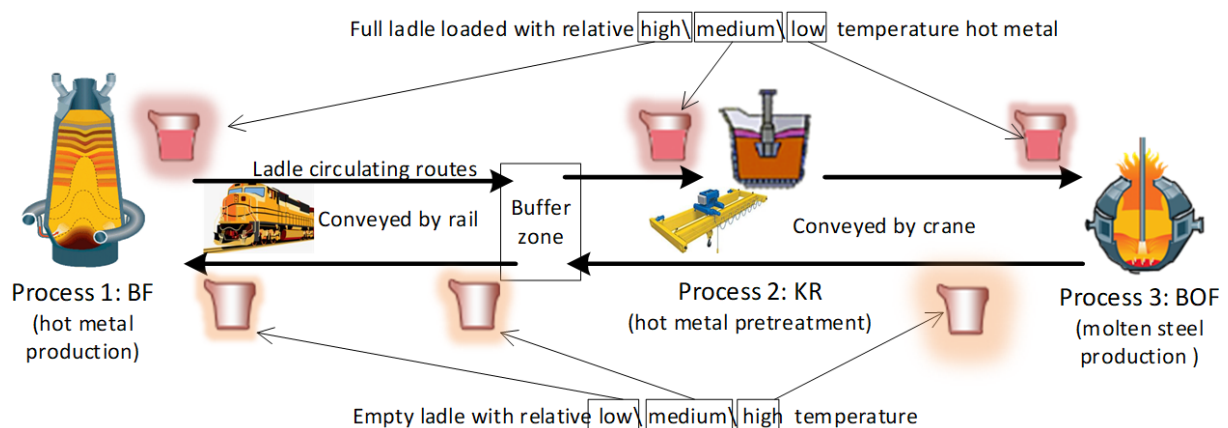 Full ladle loaded with relative high\ medium\ low temperature hot metal
Ladle circulating routes
Conveyed by rail
Buffer
zone
Conveyed by crane
Process 1: BF
(hot metal
production)
Process 2: KR
(hot metal pretreatment)
Process 3: BOF
(molten steel
production )
Empty ladle with relative low\ medium\ high temperature